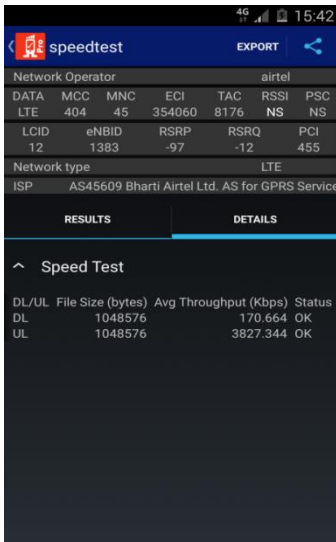 4G 15:42
Pro speedtest EXPORT
Network Operator airtel
DATA MCC MNC ECI TAC RSSI PSC
LTE 404 45 354060 8176 NS NS
LCID eNBID RSRP RSRQ PCI
12 1383 -97 -12 455
Network type LTE
ISP AS45609 Bharti Airtel Ltd. AS for GPRS Service
RESULTS DETAILS
Speed Test
DL/UL File Size (bytes) Avg Throughput (Kbps) Status
DL 1048576 170.664 OK
UL 1048576 3827.344 OK